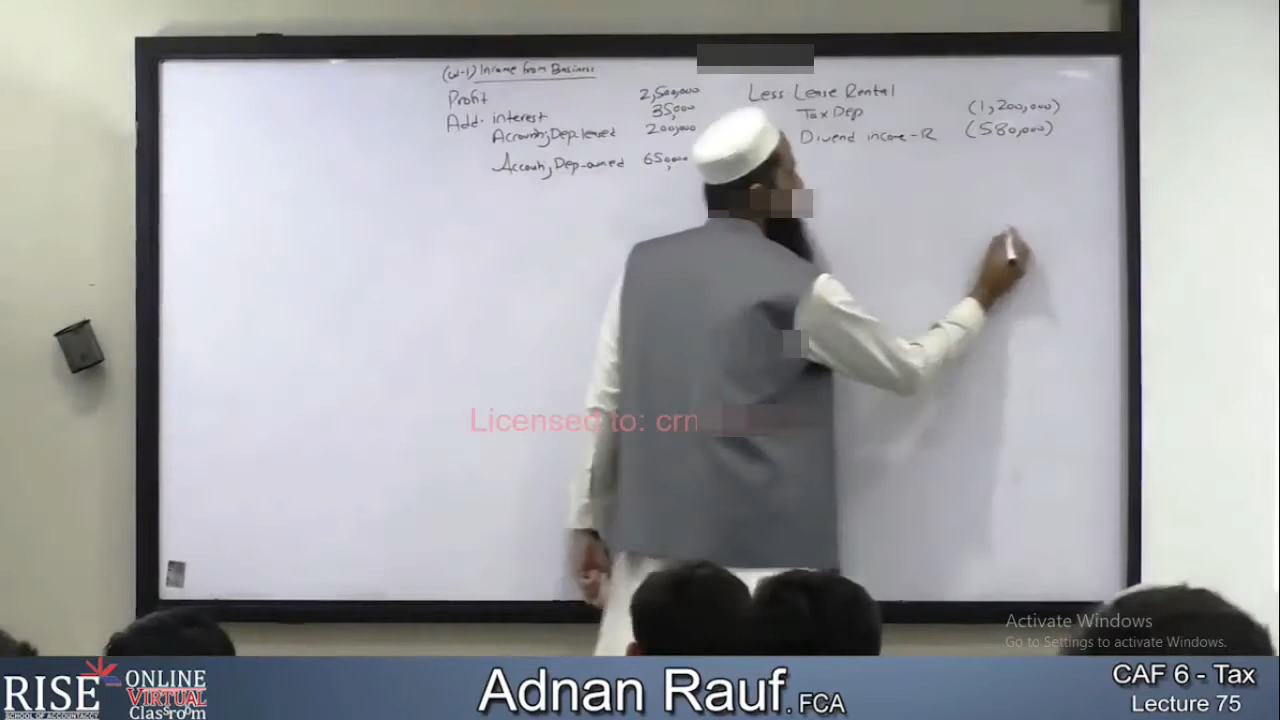 (W-1) Income from Business
Profit 2,500,000
Add: interest 35,000
Accounting Dep-leased 200,000
Accounting Dep-owned 65,000
Less Lease Rental
Tax Dep (1,200,000)
Divend income-R (580,000)
Licensed to: crn
Activate Windows
Go to Settings to activate Windows.
RISE
SCHOOL OF ACCOUNTANCY
ONLINE
VIRTUAL
Classroom
Adnan Rauf. FCA
CAF 6 - Tax
Lecture 75